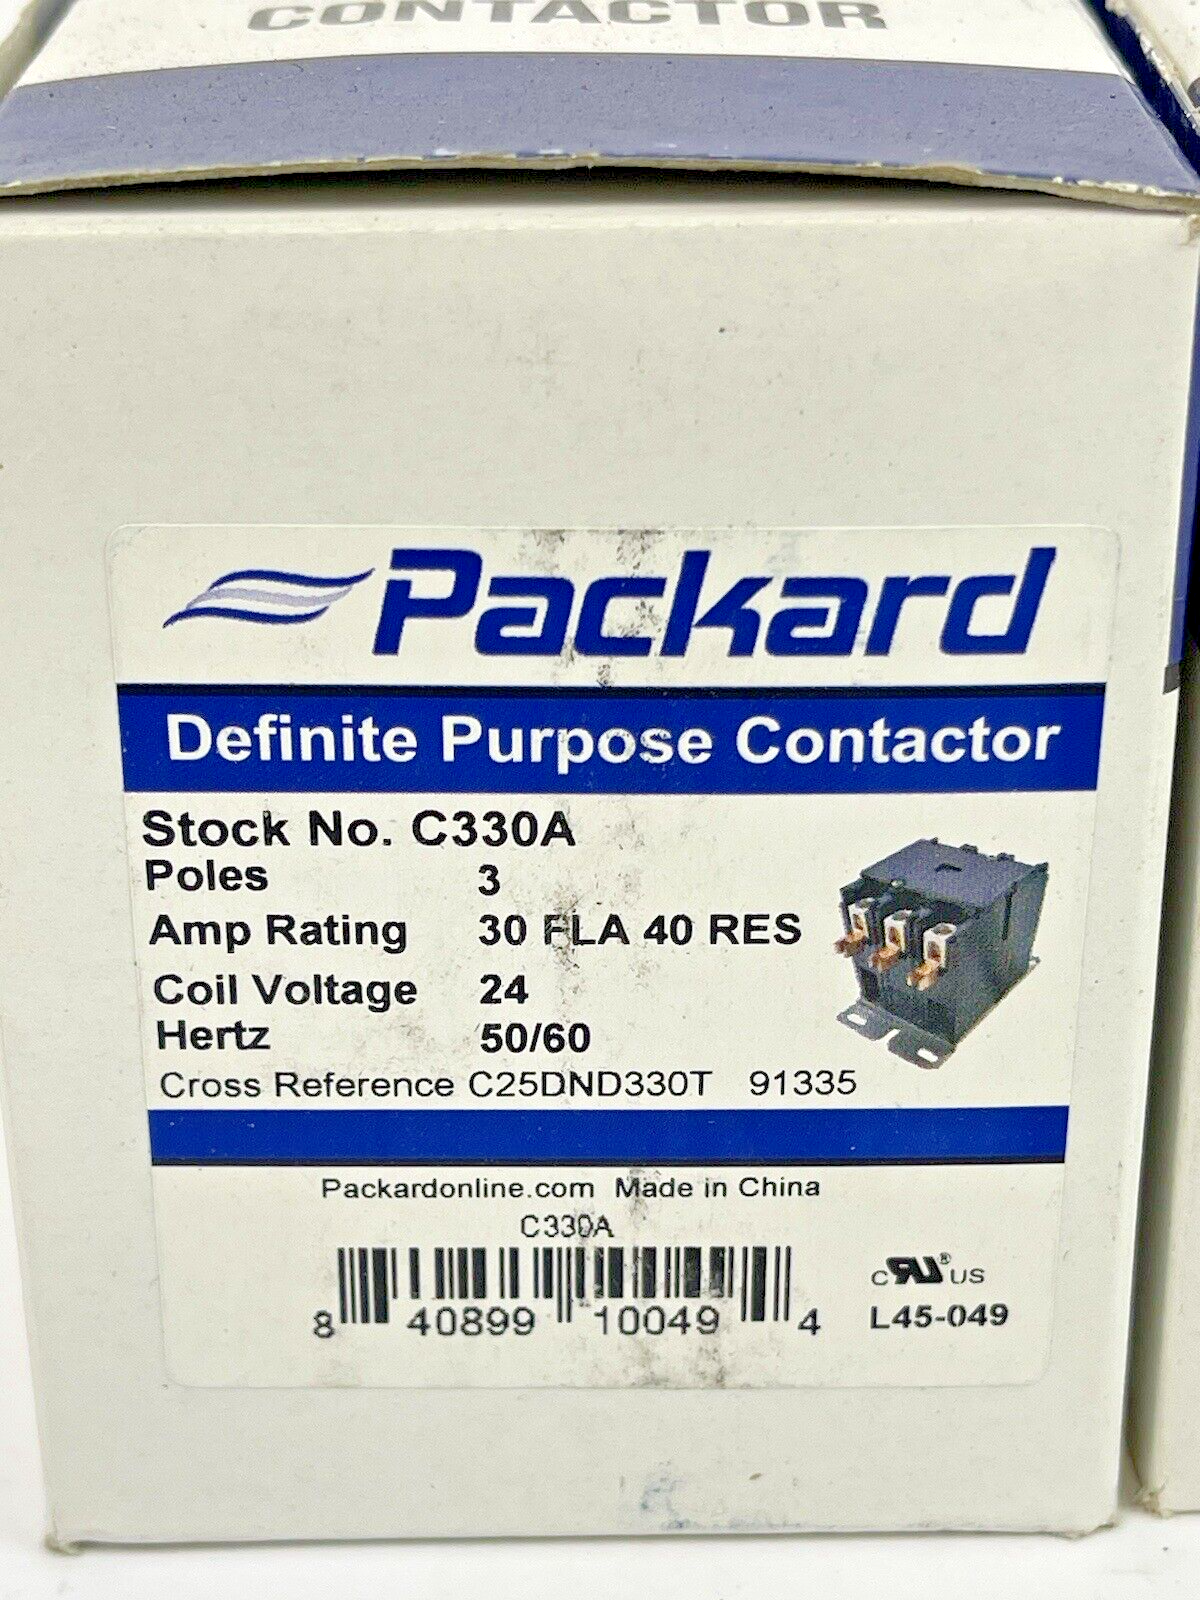 CONTACTOR
Packard
Definite Purpose Contactor
Stock No. C330A
Poles 3
Amp Rating 30 FLA 40 RES
Coil Voltage 24
Hertz 50/60
Cross Reference C25DND330T 91335
Packardonline.com Made in China
C330A
8 40899 10049 4
C RU ® US
L45-049